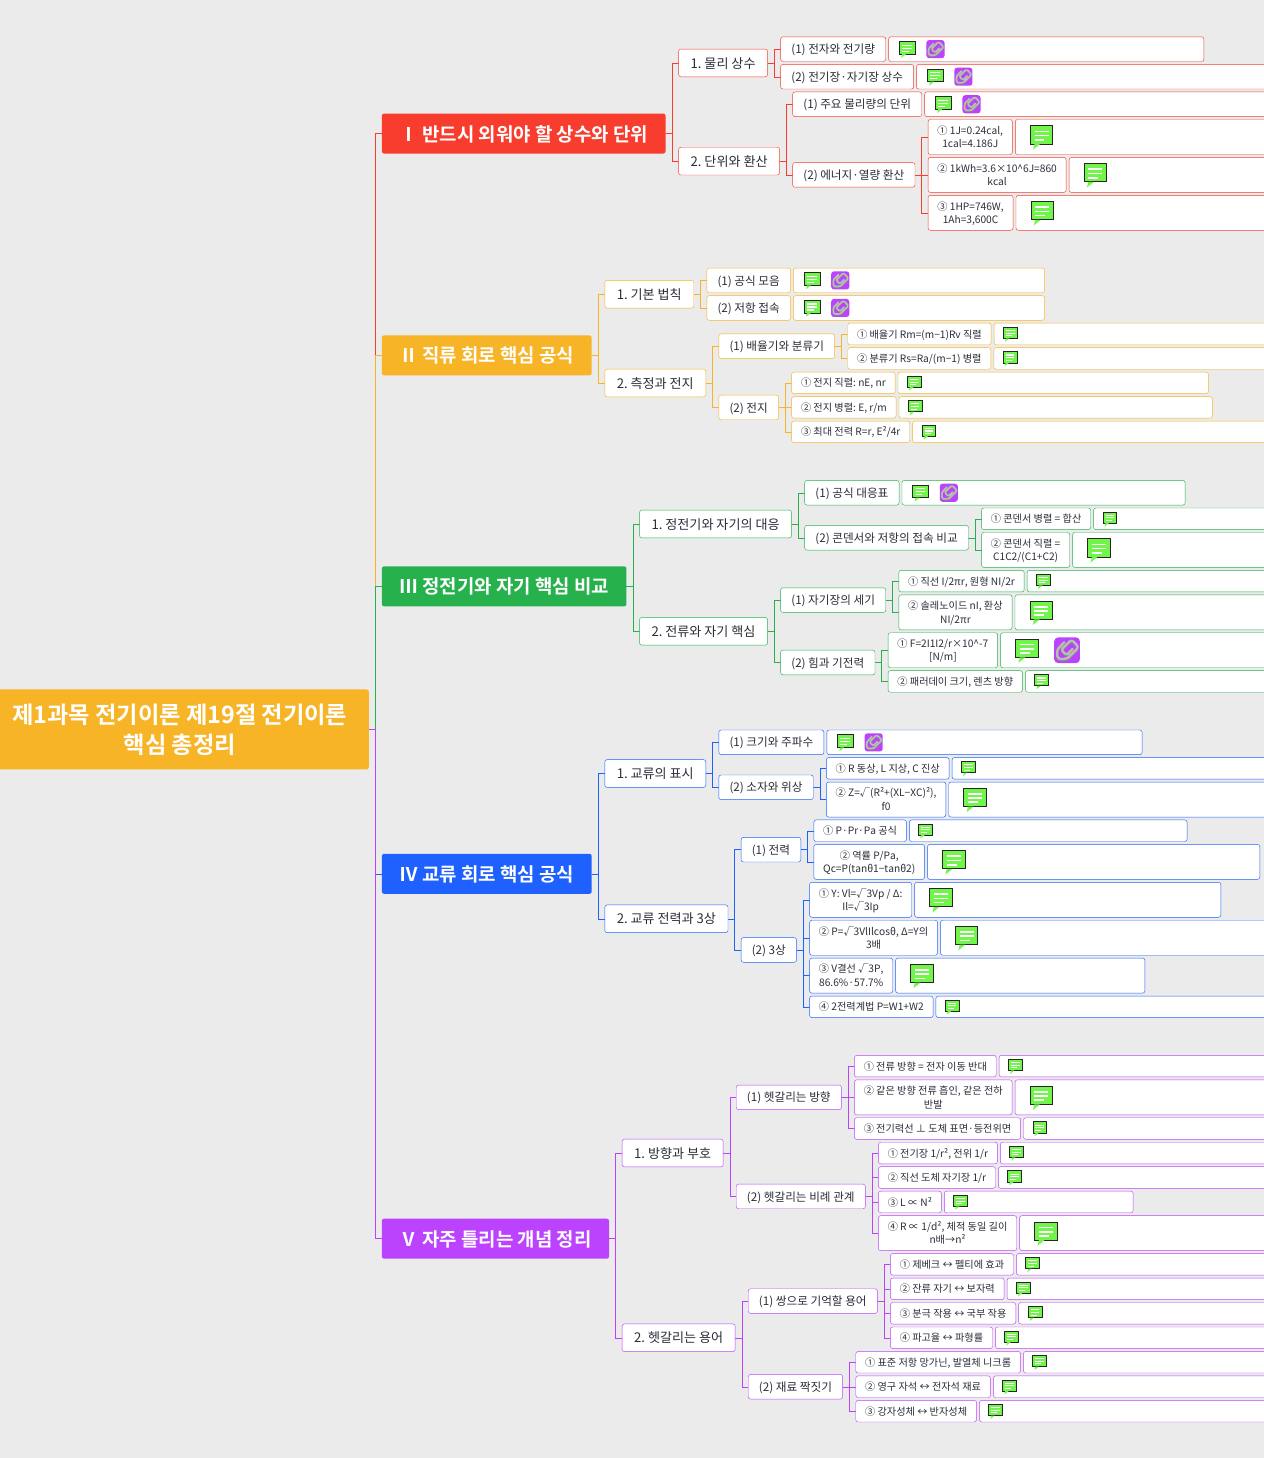 제1과목 전기이론 제19절 전기이론
핵심 총정리
Ⅰ 반드시 외워야 할 상수와 단위
1. 물리 상수
(1) 전자와 전기량
(2) 전기장·자기장 상수
2. 단위와 환산
(1) 주요 물리량의 단위
(2) 에너지·열량 환산
① 1J=0.24cal,
1cal=4.186J
② 1kWh=3.6×10^6J=860
kcal
③ 1HP=746W,
1Ah=3,600C
Ⅱ 직류 회로 핵심 공식
1. 기본 법칙
(1) 공식 모음
(2) 저항 접속
2. 측정과 전지
(1) 배율기와 분류기
① 배율기 Rm=(m−1)Rv 직렬
② 분류기 Rs=Ra/(m−1) 병렬
(2) 전지
① 전지 직렬: nE, nr
② 전지 병렬: E, r/m
③ 최대 전력 R=r, E²/4r
Ⅲ 정전기와 자기 핵심 비교
1. 정전기와 자기의 대응
(1) 공식 대응표
(2) 콘덴서와 저항의 접속 비교
① 콘덴서 병렬 = 합산
② 콘덴서 직렬 =
C1C2/(C1+C2)
2. 전류와 자기 핵심
(1) 자기장의 세기
① 직선 I/2πr, 원형 NI/2r
② 솔레노이드 nI, 환상
NI/2πr
(2) 힘과 기전력
① F=2I1I2/r×10^-7
[N/m]
② 패러데이 크기, 렌츠 방향
Ⅳ 교류 회로 핵심 공식
1. 교류의 표시
(1) 크기와 주파수
(2) 소자와 위상
① R 동상, L 지상, C 진상
② Z=√(R²+(XL−XC)²),
f0
2. 교류 전력과 3상
(1) 전력
① P·Pr·Pa 공식
② 역률 P/Pa,
Qc=P(tanθ1−tanθ2)
(2) 3상
① Y: Vl=√3Vp / Δ:
Il=√3Ip
② P=√3VlIlcosθ, Δ=Y의
3배
③ V결선 √3P,
86.6%·57.7%
④ 2전력계법 P=W1+W2
Ⅴ 자주 틀리는 개념 정리
1. 방향과 부호
(1) 헷갈리는 방향
① 전류 방향 = 전자 이동 반대
② 같은 방향 전류 흡인, 같은 전하
반발
③ 전기력선 ⊥ 도체 표면·등전위면
(2) 헷갈리는 비례 관계
① 전기장 1/r², 전위 1/r
② 직선 도체 자기장 1/r
③ L ∝ N²
④ R ∝ 1/d², 체적 동일 길이
n배→n²
2. 헷갈리는 용어
(1) 쌍으로 기억할 용어
① 제베크 ↔ 펠티에 효과
② 잔류 자기 ↔ 보자력
③ 분극 작용 ↔ 국부 작용
④ 파고율 ↔ 파형률
(2) 재료 짝짓기
① 표준 저항 망가닌, 발열체 니크롬
② 영구 자석 ↔ 전자석 재료
③ 강자성체 ↔ 반자성체